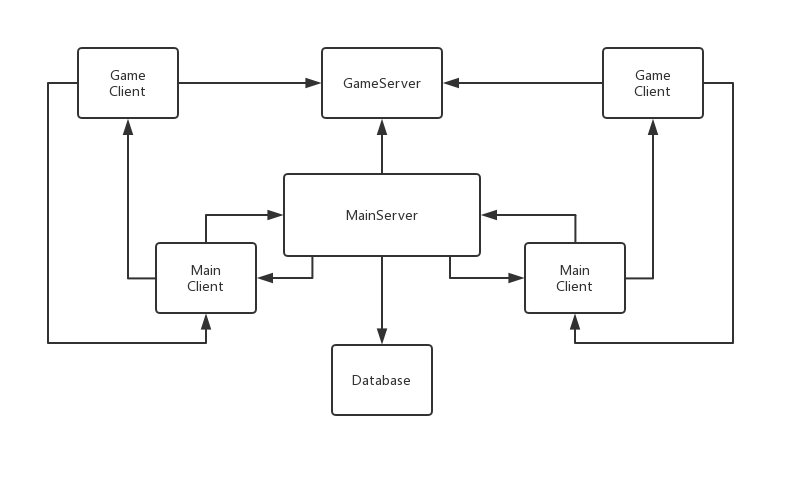 Game
Client
GameServer
Game
Client
MainServer
Main
Client
Main
Client
Database